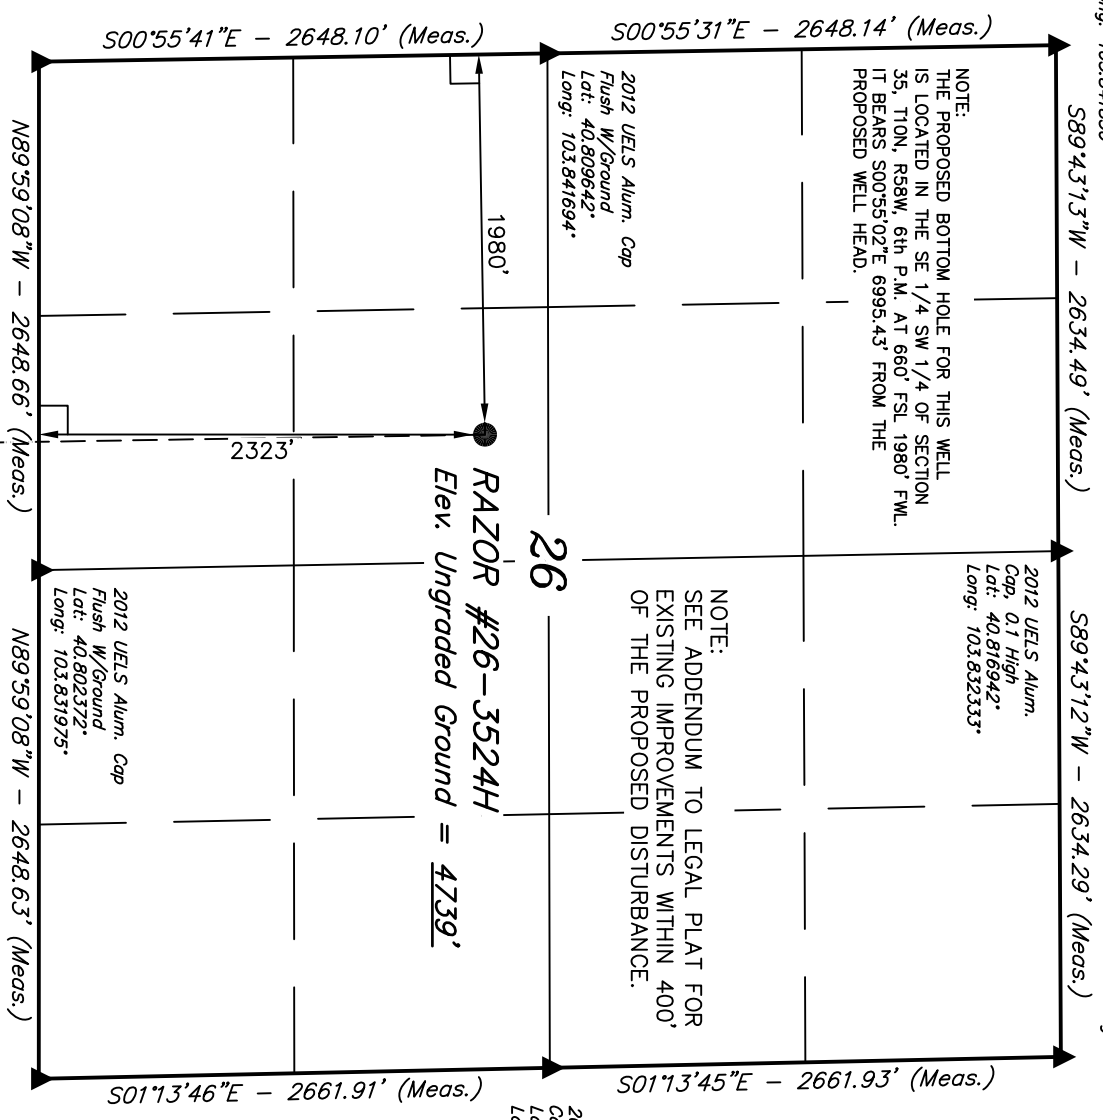 S89°43'13"W – 2634.49' (Meas.)
S89°43'12"W – 2634.29' (Meas.)
2012 UELS Alum.
Cap, 0.1 High
Lat: 40.816942°
Long: 103.832333°
NOTE:
THE PROPOSED BOTTOM HOLE FOR THIS WELL
IS LOCATED IN THE SE 1/4 SW 1/4 OF SECTION
35, T10N, R58W, 6th P.M. AT 660' FSL 1980' FWL.
IT BEARS S00°55'02"E 6995.43' FROM THE
PROPOSED WELL HEAD.
S00°55'31"E – 2648.14' (Meas.)
NOTE:
SEE ADDENDUM TO LEGAL PLAT FOR
EXISTING IMPROVEMENTS WITHIN 400'
OF THE PROPOSED DISTURBANCE.
S01°13'45"E – 2661.93' (Meas.)
2012 UELS Alum. Cap
Flush W/Ground
Lat: 40.809642°
Long: 103.841694°
26
1980'
RAZOR #26–3524H
Elev. Ungraded Ground = 4739'
2323'
S00°55'41"E – 2648.10' (Meas.)
S01°13'46"E – 2661.91' (Meas.)
2012 UELS Alum. Cap
Flush W/Ground
Lat: 40.802372°
Long: 103.831975°
N89°59'08"W – 2648.66' (Meas.)
N89°59'08"W – 2648.63' (Meas.)